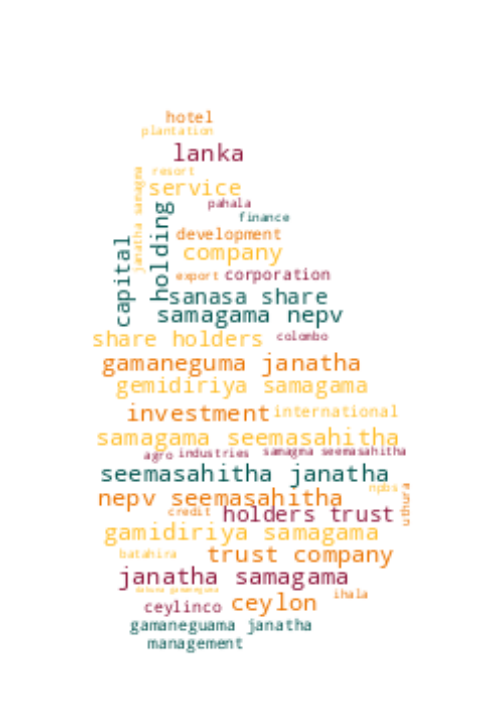 hotel
plantation
lanka
resort
service
janatha samagma
pahala
holding
finance
development
capital
company
export corporation
sanasa share
samagama nepv
share holders colombo
gamaneguma janatha
gemidiriya samagama
investment international
samagama seemasahitha
agro industries samagma seemasahitha
seemasahitha janatha
npbs
nepv seemasahitha
uthura
credit holders trust
gamidiriya samagama
batahira trust company
janatha samagama
ihala
ceylinco ceylon
gamaneguama janatha
management